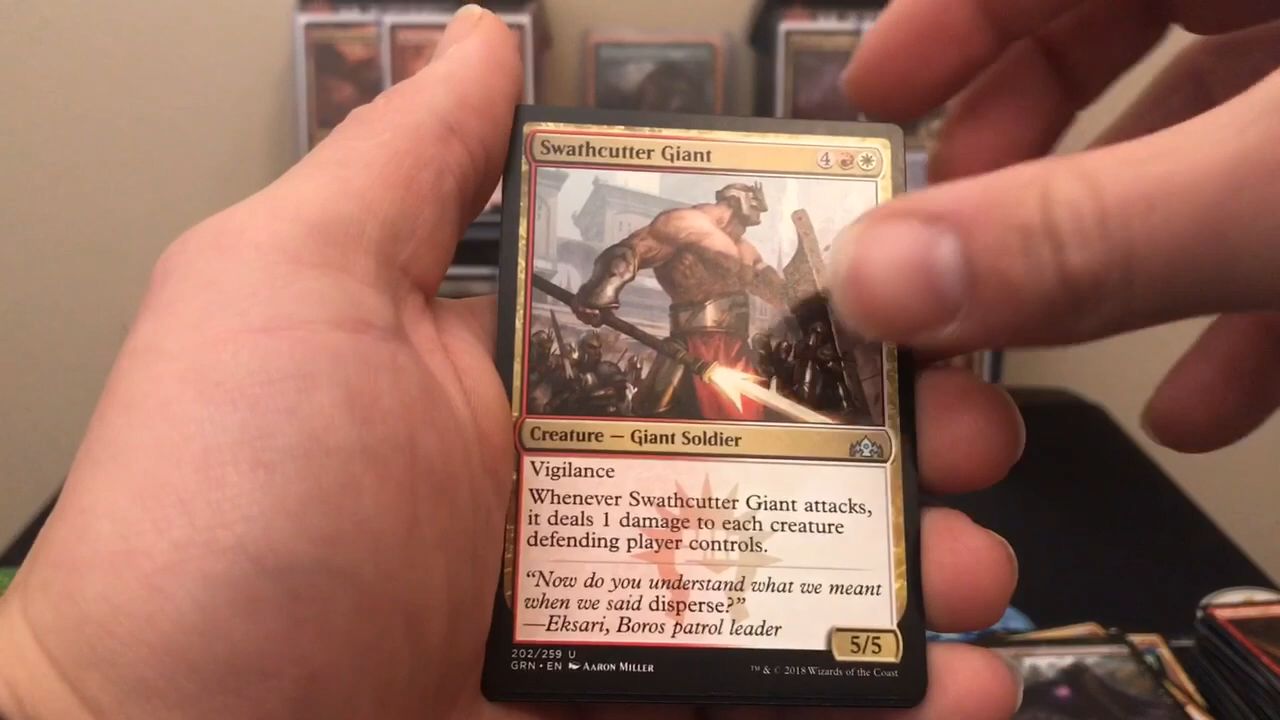 Swathcutter Giant 4
Creature — Giant Soldier
Vigilance
Whenever Swathcutter Giant attacks,
it deals 1 damage to each creature
defending player controls.
“Now do you understand what we meant
when we said disperse?”
—Eksari, Boros patrol leader
5/5
202/259 U
GRN • EN AARON MILLER
™ & © 2018 Wizards of the Coast